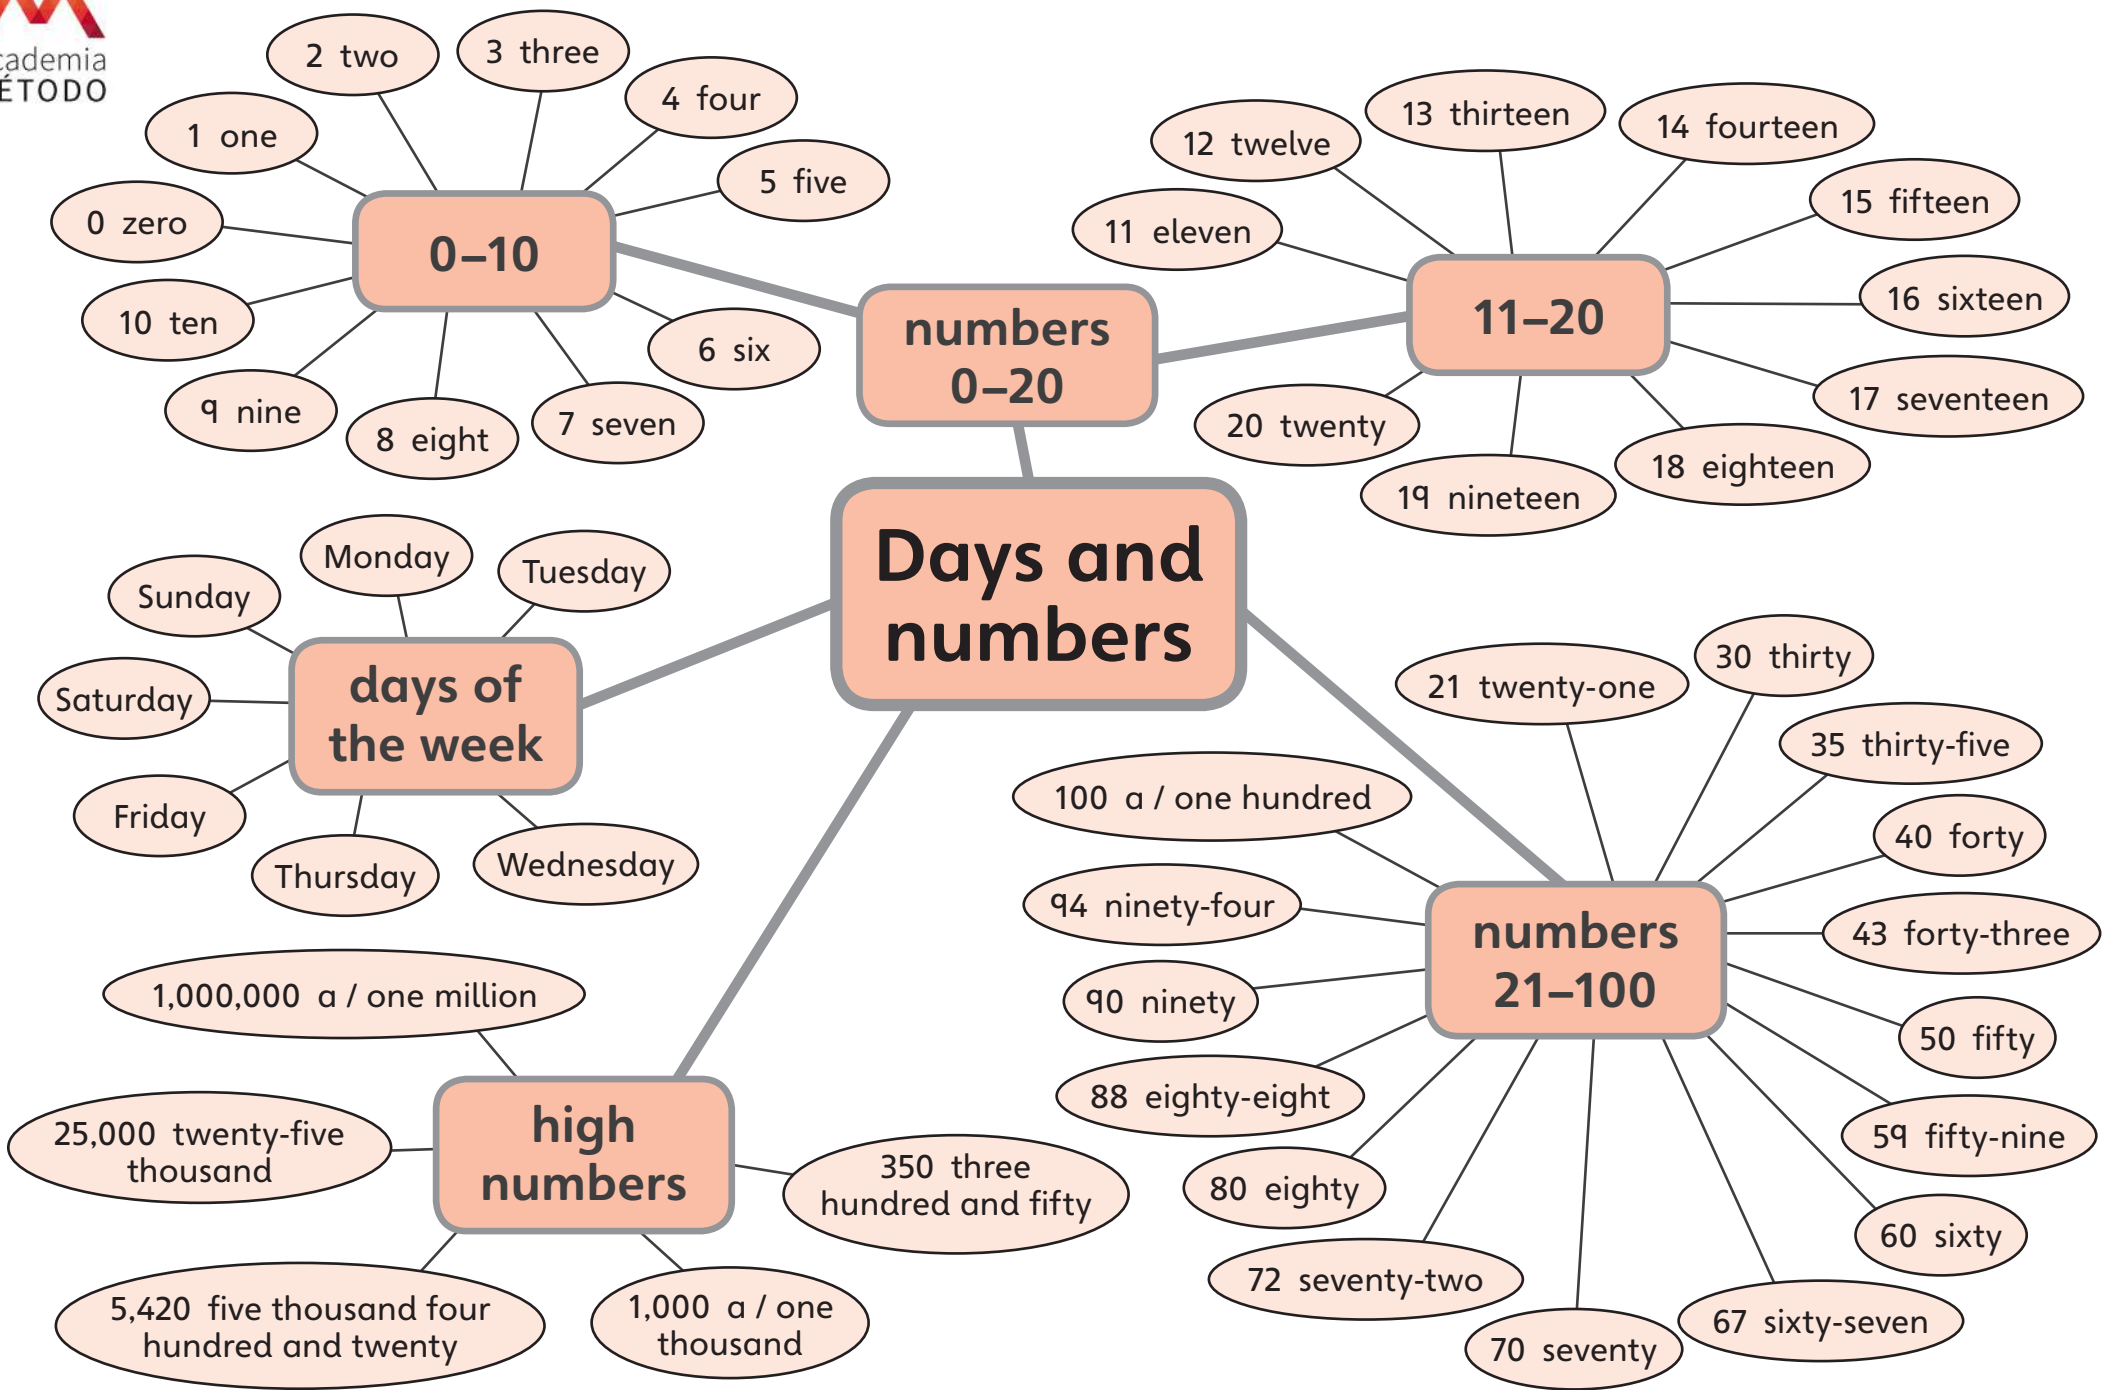 cademia
ÉTODO
Days and
numbers
numbers
0–20
0–10
0 zero
1 one
2 two
3 three
4 four
5 five
6 six
7 seven
8 eight
9 nine
10 ten
11–20
11 eleven
12 twelve
13 thirteen
14 fourteen
15 fifteen
16 sixteen
17 seventeen
18 eighteen
19 nineteen
20 twenty
days of
the week
Monday
Tuesday
Wednesday
Thursday
Friday
Saturday
Sunday
numbers
21–100
21 twenty-one
30 thirty
35 thirty-five
40 forty
43 forty-three
50 fifty
59 fifty-nine
60 sixty
67 sixty-seven
70 seventy
72 seventy-two
80 eighty
88 eighty-eight
90 ninety
94 ninety-four
100 a / one hundred
high
numbers
350 three
hundred and fifty
1,000 a / one
thousand
5,420 five thousand four
hundred and twenty
25,000 twenty-five
thousand
1,000,000 a / one million